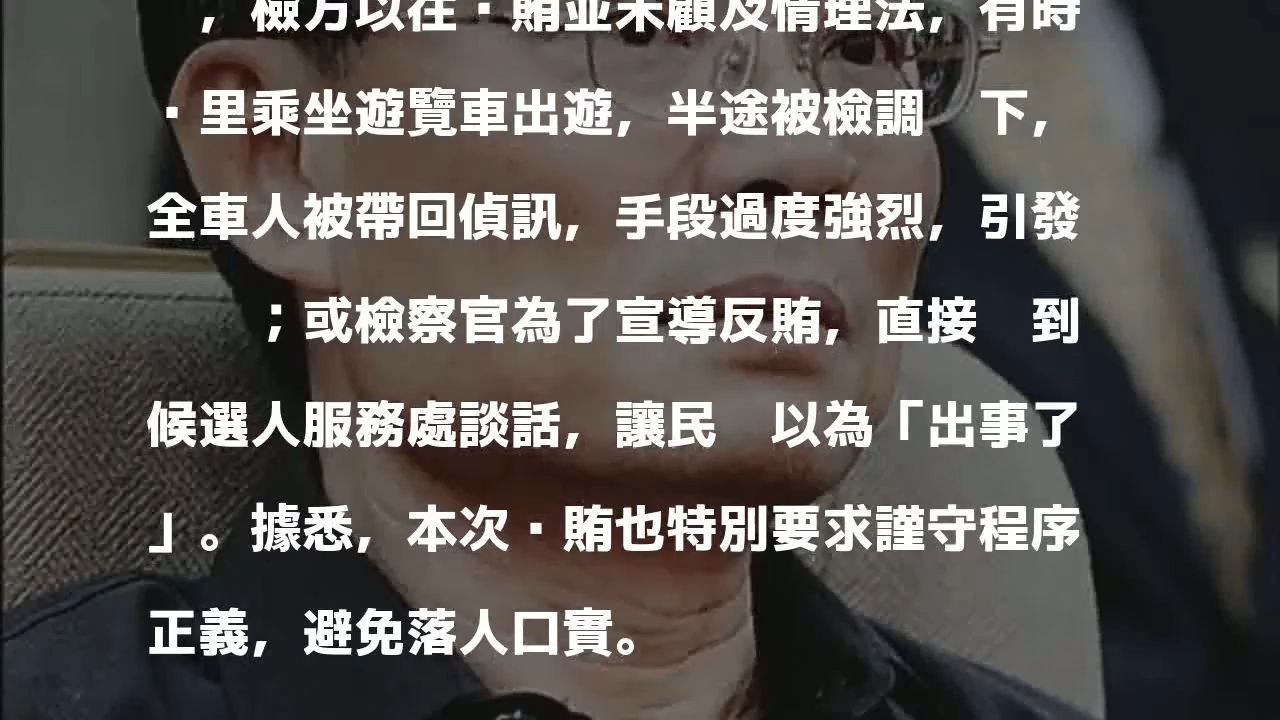 ，檢方以往·賄並未顧及情理法，有時
·里乘坐遊覽車出遊，半途被檢調　下，
全車人被帶回偵訊，手段過度強烈，引發
　　；或檢察官為了宣導反賄，直接　到
候選人服務處談話，讓民　以為「出事了
」。據悉，本次·賄也特別要求謹守程序
正義，避免落人口實。